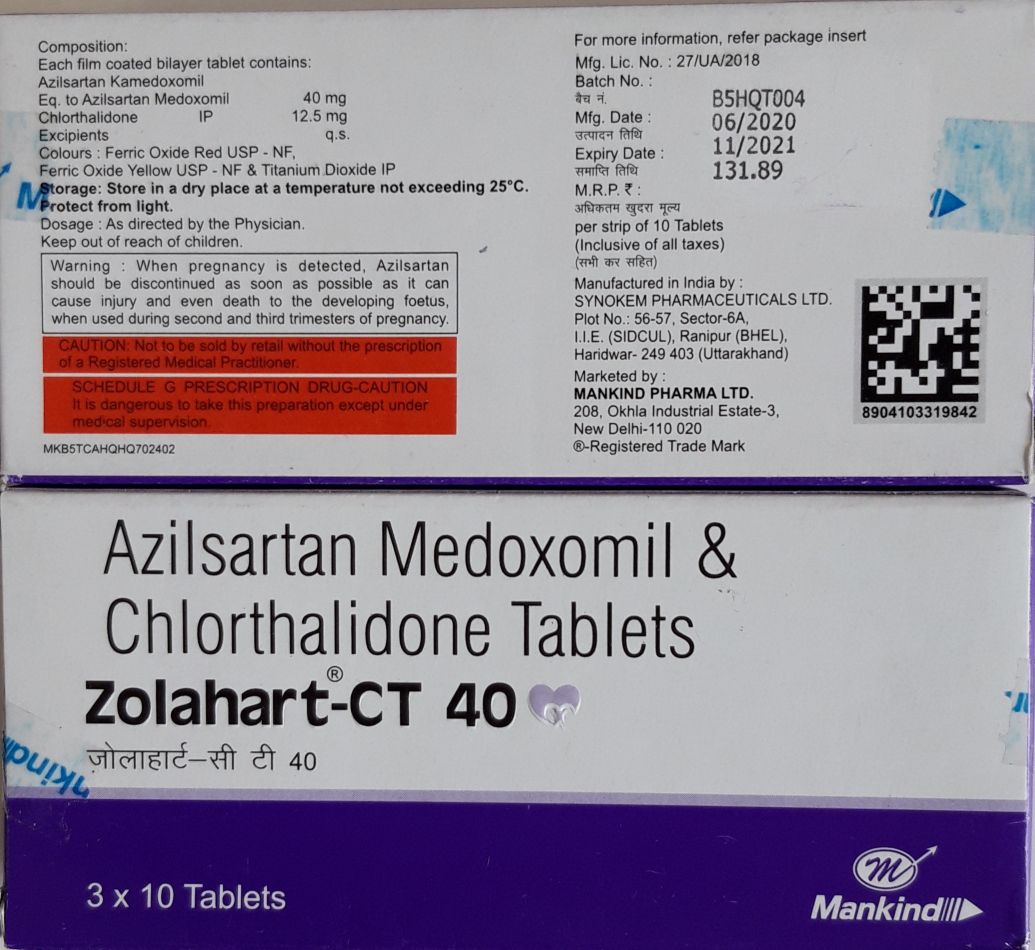 Composition:
Each film coated bilayer tablet contains:
Azilsartan Kamedoxomil
Eq. to Azilsartan Medoxomil 40 mg
Chlorthalidone IP 12.5 mg
Excipients q.s.
Colours : Ferric Oxide Red USP - NF,
Ferric Oxide Yellow USP - NF & Titanium Dioxide IP
Storage: Store in a dry place at a temperature not exceeding 25°C.
Protect from light.
Dosage : As directed by the Physician.
Keep out of reach of children.
Warning : When pregnancy is detected, Azilsartan
should be discontinued as soon as possible as it can
cause injury and even death to the developing foetus,
when used during second and third trimesters of pregnancy.
CAUTION: Not to be sold by retail without the prescription
of a Registered Medical Practitioner.
SCHEDULE G PRESCRIPTION DRUG-CAUTION
It is dangerous to take this preparation except under
medical supervision.
MKB5TCAHQHQ702402
For more information, refer package insert
Mfg. Lic. No. : 27/UA/2018
Batch No. :
बैच नं. B5HQT004
Mfg. Date : 06/2020
उत्पादन तिथि
Expiry Date : 11/2021
समाप्ति तिथि 131.89
M.R.P. ₹ :
अधिकतम खुदरा मूल्य
per strip of 10 Tablets
(Inclusive of all taxes)
(सभी कर सहित)
Manufactured in India by :
SYNOKEM PHARMACEUTICALS LTD.
Plot No.: 56-57, Sector-6A,
I.I.E. (SIDCUL), Ranipur (BHEL),
Haridwar- 249 403 (Uttarakhand)
Marketed by :
MANKIND PHARMA LTD.
208, Okhla Industrial Estate-3,
New Delhi-110 020
®-Registered Trade Mark
8904103319842
Azilsartan Medoxomil &
Chlorthalidone Tablets
Zolahart®-CT 40
ज़ोलाहार्ट–सी टी 40
3 x 10 Tablets
Mankind